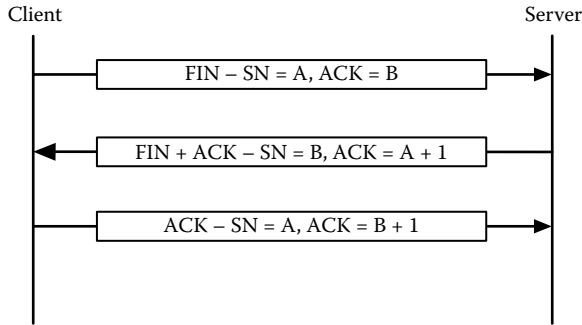 Client
Server
FIN – SN = A, ACK = B
FIN + ACK – SN = B, ACK = A + 1
ACK – SN = A, ACK = B + 1